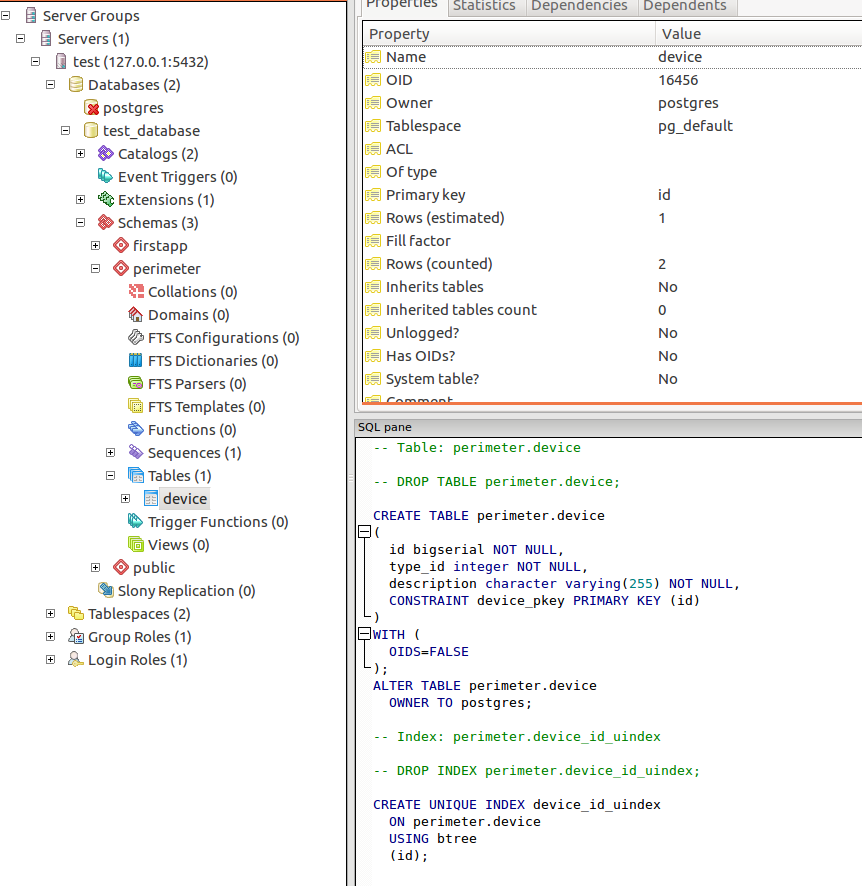 Server Groups
Servers (1)
test (127.0.0.1:5432)
Databases (2)
postgres
test_database
Catalogs (2)
Event Triggers (0)
Extensions (1)
Schemas (3)
firstapp
perimeter
Collations (0)
Domains (0)
FTS Configurations (0)
FTS Dictionaries (0)
FTS Parsers (0)
FTS Templates (0)
Functions (0)
Sequences (1)
Tables (1)
device
Trigger Functions (0)
Views (0)
public
Slony Replication (0)
Tablespaces (2)
Group Roles (1)
Login Roles (1)
Properties Statistics Dependencies Dependents
Property Value
Name device
OID 16456
Owner postgres
Tablespace pg_default
ACL
Of type
Primary key id
Rows (estimated) 1
Fill factor
Rows (counted) 2
Inherits tables No
Inherited tables count 0
Unlogged? No
Has OIDs? No
System table? No
Comment
SQL pane
-- Table: perimeter.device
-- DROP TABLE perimeter.device;
CREATE TABLE perimeter.device
(
id bigserial NOT NULL,
type_id integer NOT NULL,
description character varying(255) NOT NULL,
CONSTRAINT device_pkey PRIMARY KEY (id)
)
WITH (
OIDS=FALSE
);
ALTER TABLE perimeter.device
OWNER TO postgres;
-- Index: perimeter.device_id_uindex
-- DROP INDEX perimeter.device_id_uindex;
CREATE UNIQUE INDEX device_id_uindex
ON perimeter.device
USING btree
(id);